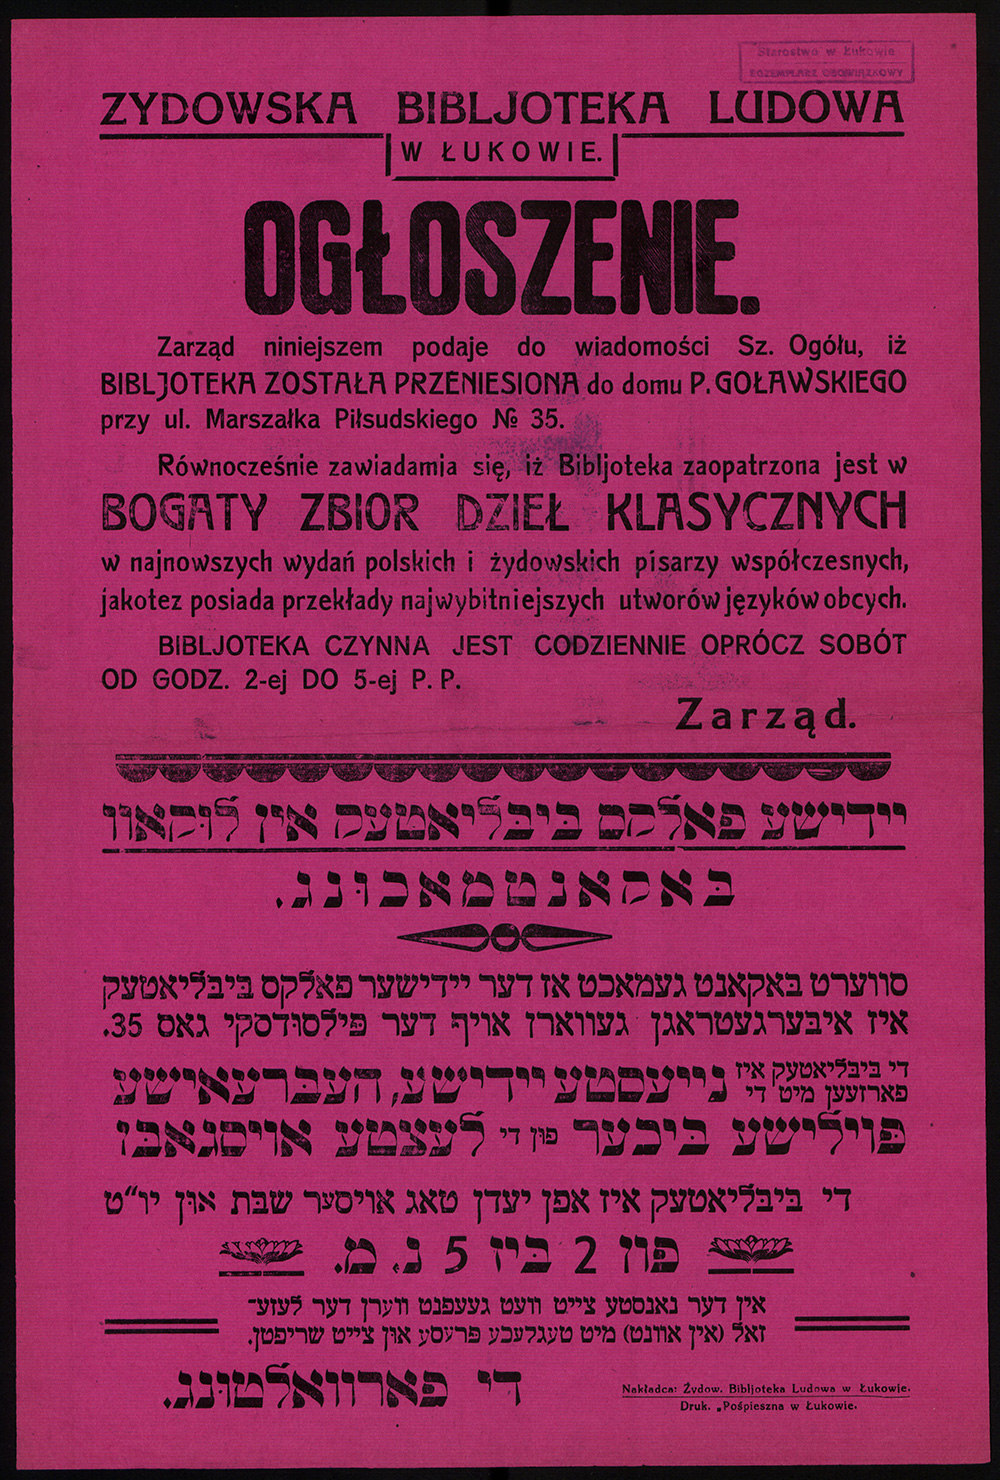 Starostwo w Łukowie
EGZEMPLARZ OBOWIĄZKOWY
ZYDOWSKA BIBLJOTEKA LUDOWA
W ŁUKOWIE.
OGŁOSZENIE.
Zarząd niniejszem podaje do wiadomości Sz. Ogółu, iż
BIBLJOTEKA ZOSTAŁA PRZENIESIONA do domu P. GOŁAWSKIEGO
przy ul. Marszałka Piłsudskiego № 35.
Równocześnie zawiadamia się, iż Bibljoteka zaopatrzona jest w
BOGATY ZBIOR DZIEŁ KLASYCZNYCH
w najnowszych wydań polskich i żydowskich pisarzy współczesnych,
jakotez posiada przekłady najwybitniejszych utworów języków obcych.
BIBLJOTEKA CZYNNA JEST CODZIENNIE OPRÓCZ SOBÓT
OD GODZ. 2-ej DO 5-ej P. P.
Zarząd.
יידישע פאלקס ביבליאטעק אין לוקאוו
באקאנטמאכונג.
סווערט באקאנט געמאכט אז דער יידישער פאלקס ביבליאטעק
איז איבערגעטראגן געווארן אויף דער פילסודסקי גאס 35.
די ביבליאטעק איז
פארזעען מיט די
נייעסטע יידישע, העברעאישע
פוילישע ביכער פון די לעצטע אויסגאבז
די ביבליאטעק איז אפן יעדן טאג אויסער שבת און יו"ט
פון 2 ביז 5 נ. מ.
אין דער נאנסטע צייט וועט געעפנט ווערן דער לעזע־
זאל (אין אוונט) מיט טעגלעכע פרעסע און צייט שריפטן.
די פארוואלטונג.
Nakładca: Żydow. Bibljoteka Ludowa w Łukowie.
Druk. „Pośpieszna w Łukowie.